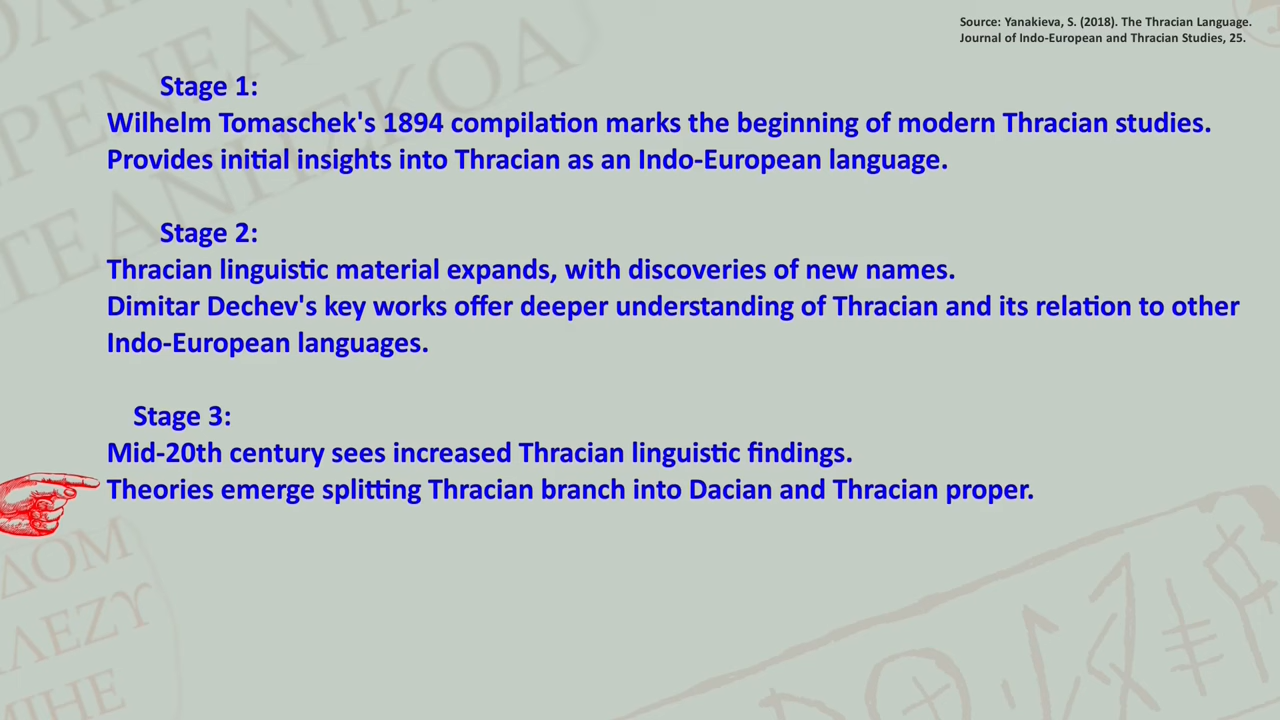 Source: Yanakieva, S. (2018). The Thracian Language.
Journal of Indo-European and Thracian Studies, 25.
Stage 1:
Wilhelm Tomaschek's 1894 compilation marks the beginning of modern Thracian studies.
Provides initial insights into Thracian as an Indo-European language.
Stage 2:
Thracian linguistic material expands, with discoveries of new names.
Dimitar Dechev's key works offer deeper understanding of Thracian and its relation to other
Indo-European languages.
Stage 3:
Mid-20th century sees increased Thracian linguistic findings.
Theories emerge splitting Thracian branch into Dacian and Thracian proper.